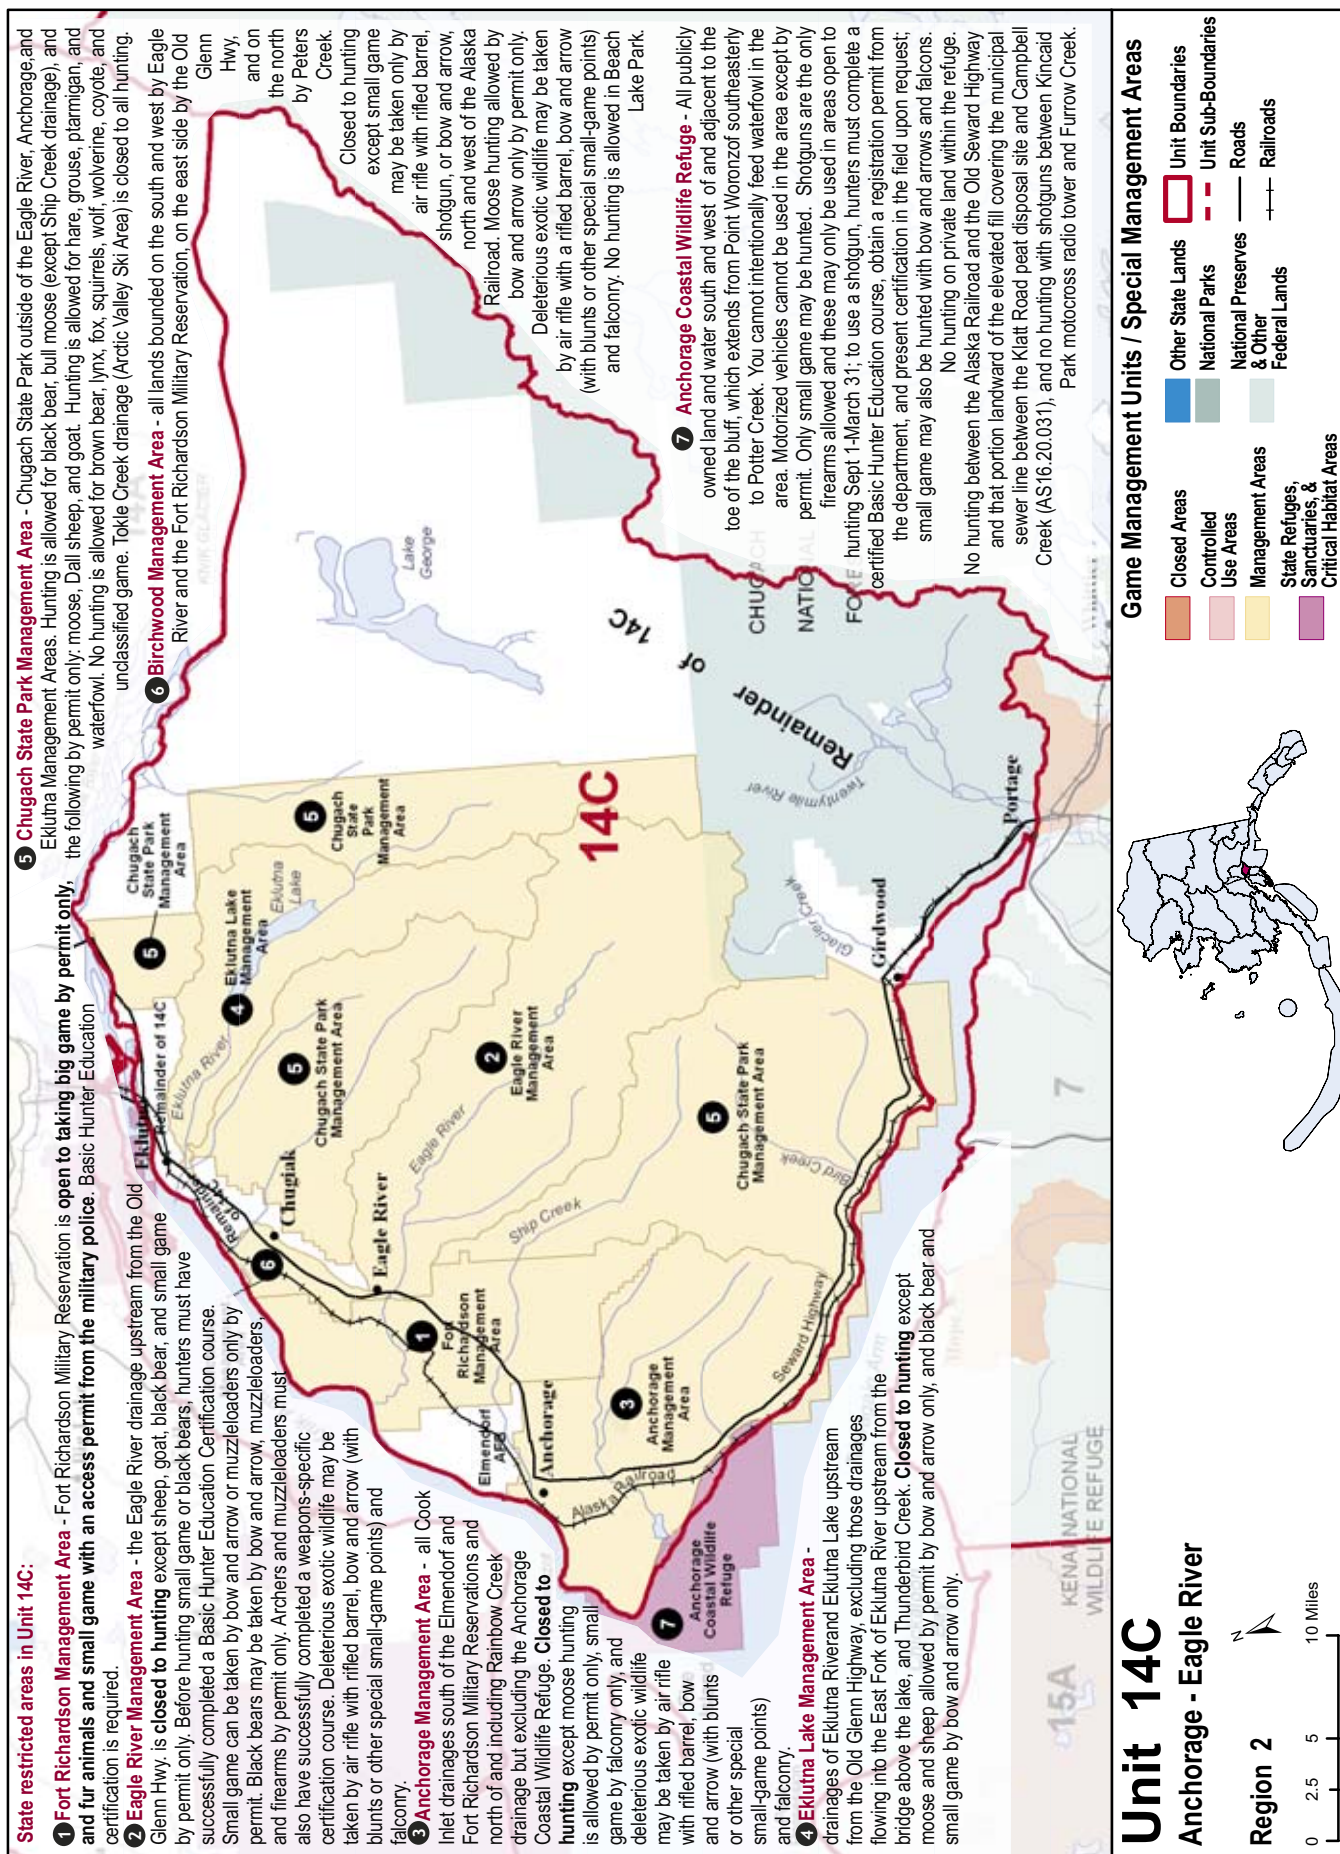 State restricted areas in Unit 14C:
1 Fort Richardson Management Area - Fort Richardson Military Reservation is open to taking big game by permit only,
and fur animals and small game with an access permit from the military police. Basic Hunter Education
certification is required.
2 Eagle River Management Area - the Eagle River drainage upstream from the Old
Glenn Hwy. is closed to hunting except sheep, goat, black bear, and small game
by permit only. Before hunting small game or black bears, hunters must have
successfully completed a Basic Hunter Education Certification course.
Small game can be taken by bow and arrow or muzzleloaders only by
permit. Black bears may be taken by bow and arrow, muzzleloaders,
and firearms by permit only. Archers and muzzleloaders must
also have successfully completed a weapons-specific
certification course. Deleterious exotic wildlife may be
taken by air rifle with rifled barrel, bow and arrow (with
blunts or other special small-game points) and
falconry.
3 Anchorage Management Area - all Cook
Inlet drainages south of the Elmendorf and
Fort Richardson Military Reservations and
north of and including Rainbow Creek
drainage but excluding the Anchorage
Coastal Wildlife Refuge. Closed to
hunting except moose hunting
is allowed by permit only, small
game by falconry only, and
deleterious exotic wildlife
may be taken by air rifle
with rifled barrel, bow
and arrow (with blunts
or other special
small-game points)
and falconry.
4 Eklutna Lake Management Area -
drainages of Eklutna Riverand Eklutna Lake upstream
from the Old Glenn Highway, excluding those drainages
flowing into the East Fork of Eklutna River upstream from the
bridge above the lake, and Thunderbird Creek. Closed to hunting except
moose and sheep allowed by permit by bow and arrow only, and black bear and
small game by bow and arrow only.
5 Chugach State Park Management Area - Chugach State Park outside of the Eagle River, Anchorage,and
Eklutna Management Areas. Hunting is allowed for black bear, bull moose (except Ship Creek drainage), and
the following by permit only: moose, Dall sheep, and goat. Hunting is allowed for hare, grouse, ptarmigan, and
waterfowl. No hunting is allowed for brown bear, lynx, fox, squirrels, wolf, wolverine, coyote, and
unclassified game. Tokle Creek drainage (Arctic Valley Ski Area) is closed to all hunting.
6 Birchwood Management Area - all lands bounded on the south and west by Eagle
River and the Fort Richardson Military Reservation, on the east side by the Old
Glenn
Hwy,
and on
the north
by Peters
Creek.
Closed to hunting
except small game
may be taken only by
air rifle with rifled barrel,
shotgun, or bow and arrow,
north and west of the Alaska
Railroad. Moose hunting allowed by
bow and arrow only by permit only.
Deleterious exotic wildlife may be taken
by air rifle with a rifled barrel, bow and arrow
(with blunts or other special small-game points)
and falconry. No hunting is allowed in Beach
Lake Park.
7 Anchorage Coastal Wildlife Refuge - All publicly
owned land and water south and west of and adjacent to the
toe of the bluff, which extends from Point Woronzof southeasterly
to Potter Creek. You cannot intentionally feed waterfowl in the
area. Motorized vehicles cannot be used in the area except by
permit. Only small game may be hunted. Shotguns are the only
firearms allowed and these may only be used in areas open to
hunting Sept 1-March 31; to use a shotgun, hunters must complete a
certified Basic Hunter Education course, obtain a registration permit from
the department, and present certification in the field upon request;
small game may also be hunted with bow and arrows and falcons.
No hunting on private land within the refuge.
No hunting between the Alaska Railroad and the Old Seward Highway
and that portion landward of the elevated fill covering the municipal
sewer line between the Klatt Road peat disposal site and Campbell
Creek (AS16.20.031), and no hunting with shotguns between Kincaid
Park motocross radio tower and Furrow Creek.
14A
KNIK GLACIER
Lake
George
5
Chugach
State Park
Management
Area
5
Chugach
State
Park
Management
Area
4
Eklutna Lake
Management
Area
Eklutna
Lake
Eklutna River
Eklutna
Remainder of 14C
Remainder
of 14C
5
Chugach State Park
Management Area
Chugiak
6
Eagle River
Eagle River
2
Eagle River
Management
Area
Ship Creek
1
Fort
Richardson
Management
Area
Elmendorf
AFB
Anchorage
3
Anchorage
Management
Area
Alaska Railroad
Seward Highway
7
Anchorage
Coastal Wildlife
Refuge
5
Chugach State Park
Management Area
Bird Creek
Girdwood
Glacier Creek
Twentymile River
Portage
14C
Remainder of 14C
CHUGACH
NATIONAL
Whittier
7
15A
KENAI NATIONAL
WILDLIFE REFUGE
Unit 14C
Anchorage - Eagle River
Region 2
N
0 2.5 5 10 Miles
Game Management Units / Special Management Areas
Closed Areas
Controlled
Use Areas
Management Areas
State Refuges,
Sanctuaries, &
Critical Habitat Areas
Other State Lands
National Parks
National Preserves
& Other
Federal Lands
Unit Boundaries
Unit Sub-Boundaries
Roads
Railroads